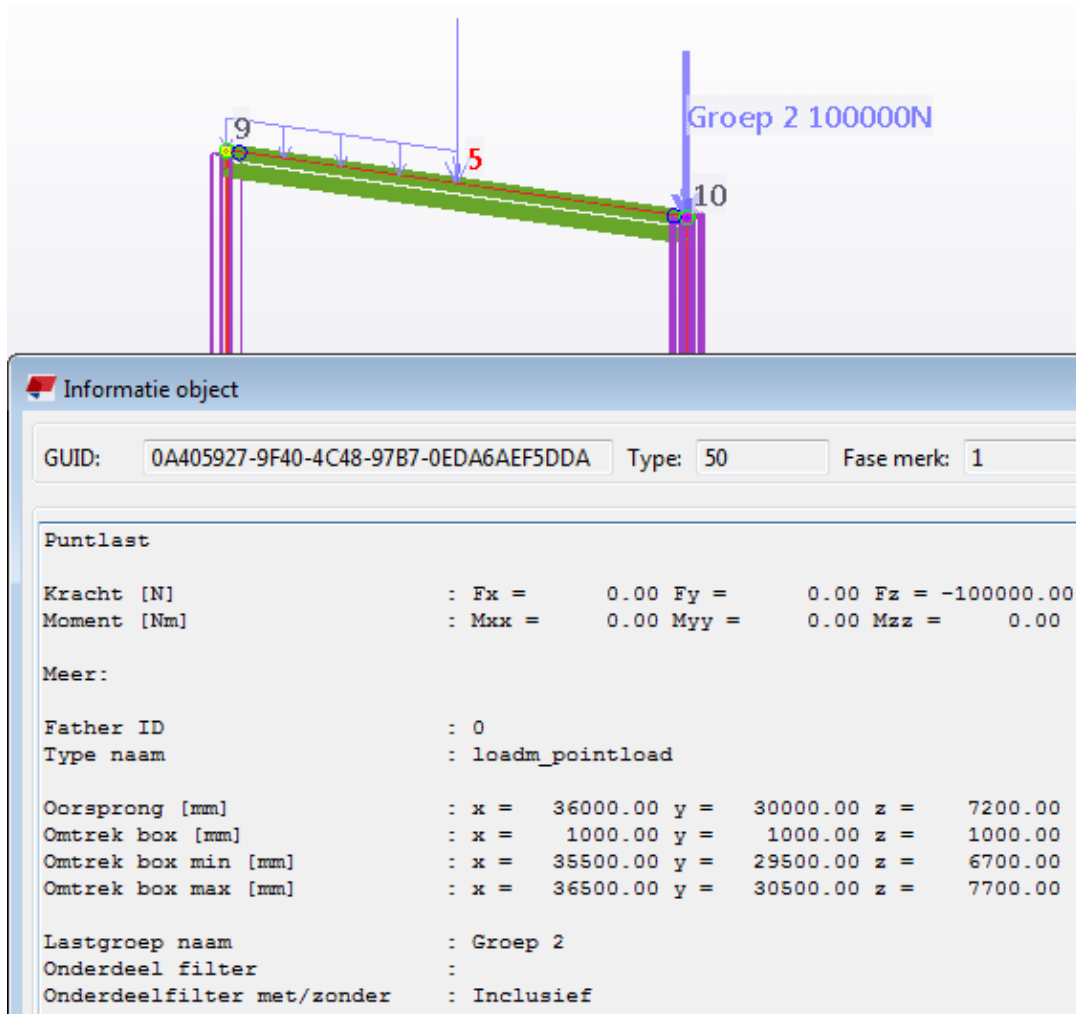 9
5
Groep 2 100000N
10
Informatie object
GUID: 0A405927-9F40-4C48-97B7-0EDA6AEF5DDA Type: 50 Fase merk: 1
Puntlast
Kracht [N] : Fx = 0.00 Fy = 0.00 Fz = -100000.00
Moment [Nm] : Mxx = 0.00 Myy = 0.00 Mzz = 0.00
Meer:
Father ID : 0
Type naam : loadm_pointload
Oorsprong [mm] : x = 36000.00 y = 30000.00 z = 7200.00
Omtrek box [mm] : x = 1000.00 y = 1000.00 z = 1000.00
Omtrek box min [mm] : x = 35500.00 y = 29500.00 z = 6700.00
Omtrek box max [mm] : x = 36500.00 y = 30500.00 z = 7700.00
Lastgroep naam : Groep 2
Onderdeel filter :
Onderdeelfilter met/zonder : Inclusief